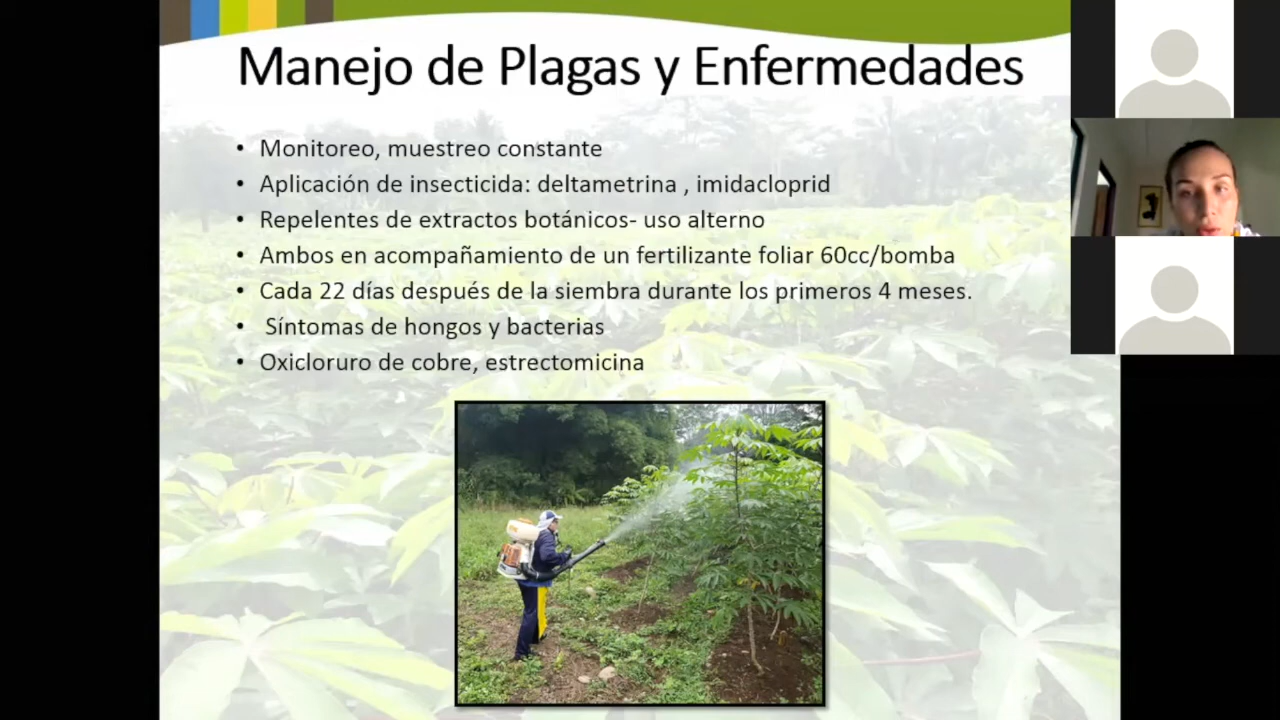 Manejo de Plagas y Enfermedades
• Monitoreo, muestreo constante
• Aplicación de insecticida: deltametrina , imidacloprid
• Repelentes de extractos botánicos- uso alterno
• Ambos en acompañamiento de un fertilizante foliar 60cc/bomba
• Cada 22 días después de la siembra durante los primeros 4 meses.
• Síntomas de hongos y bacterias
• Oxicloruro de cobre, estrectomicina